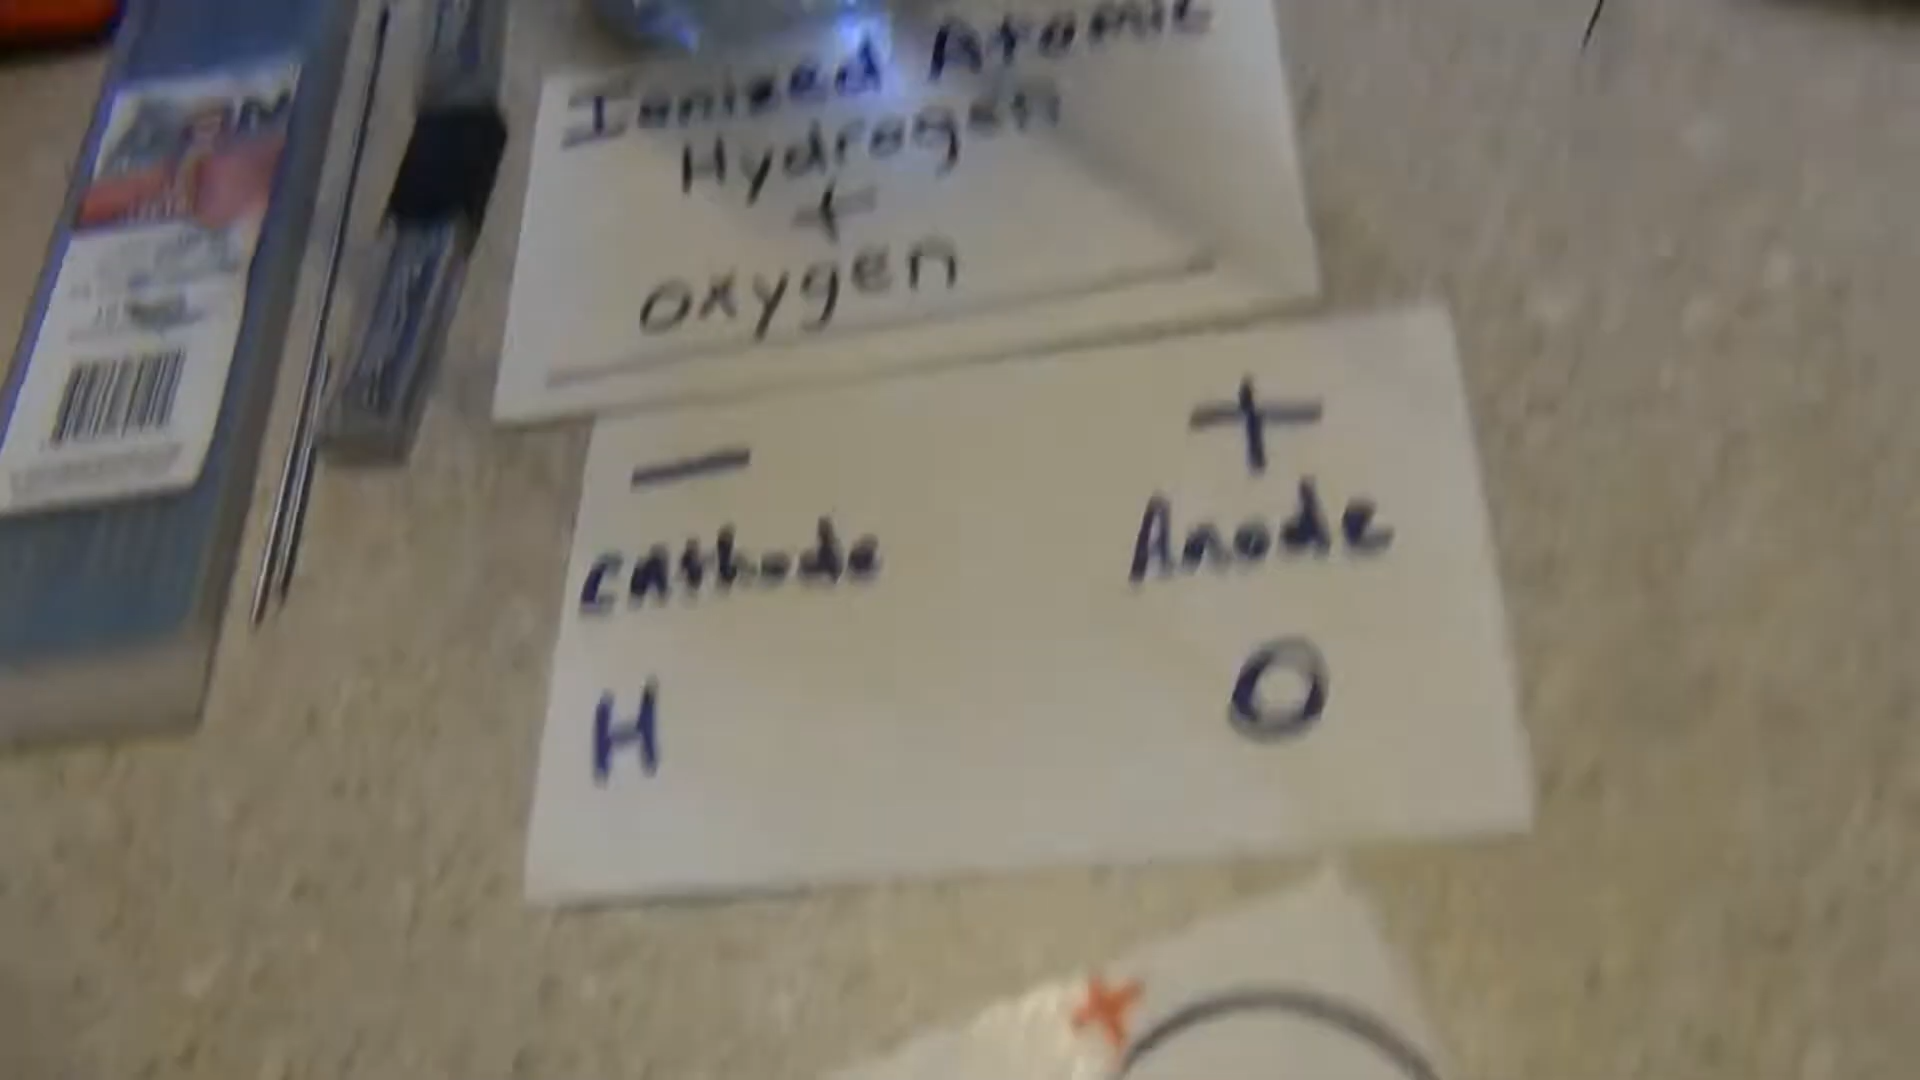 Ionized Atomic
Hydrogen
+
oxygen
− +
cathode Anode
H O
+